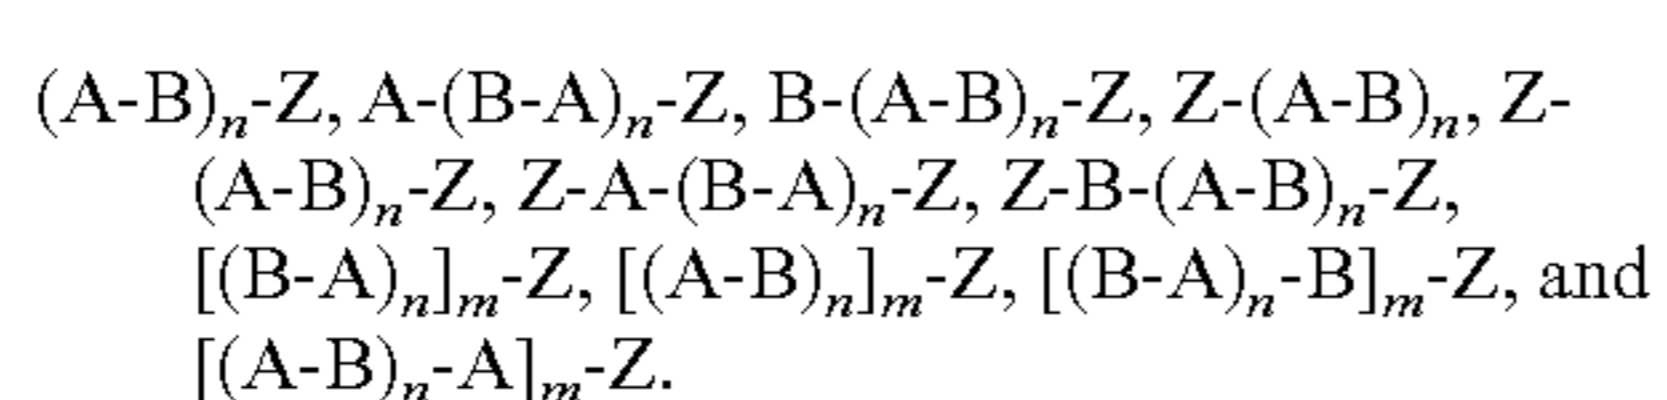 (A-B)n-Z, A-(B-A)n-Z, B-(A-B)n-Z, Z-(A-B)n, Z-
(A-B)n-Z, Z-A-(B-A)n-Z, Z-B-(A-B)n-Z,
[(B-A)n]m-Z, [(A-B)n]m-Z, [(B-A)n-B]m-Z, and
[(A-B)n-A]m-Z.